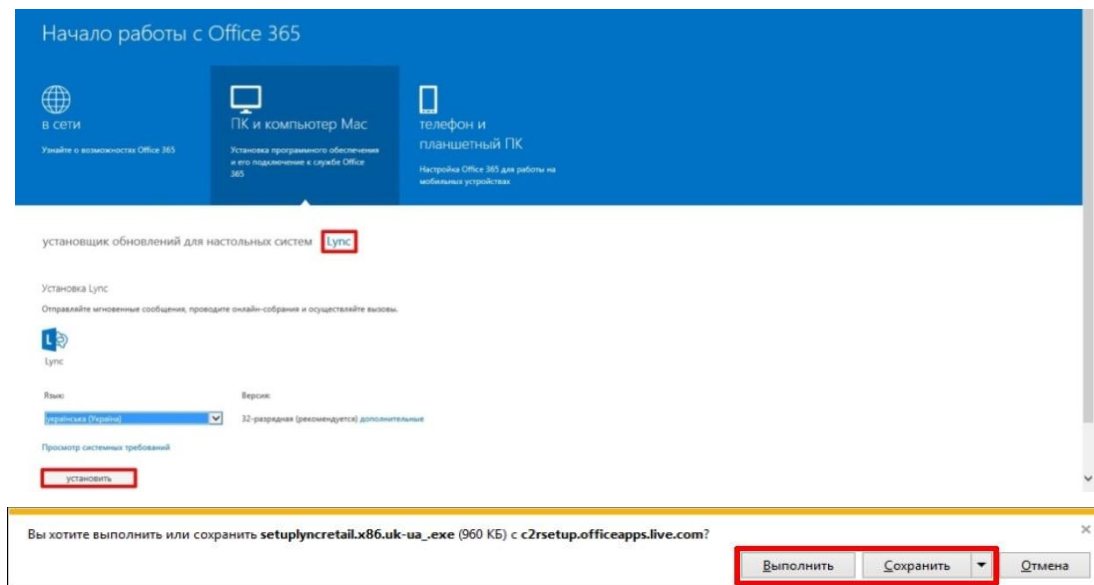 Начало работы с Office 365
в сети
Узнайте о возможностях Office 365
ПК и компьютер Mac
Установка программного обеспечения
и его подключение к службе Office
365
телефон и
планшетный ПК
Настройка Office 365 для работы на
мобильных устройствах
установщик обновлений для настольных систем Lync
Установка Lync
Отправляйте мгновенные сообщения, проводите онлайн-собрания и осуществляйте вызовы.
Lync
Язык: Версия:
українська (Україна) 32-разрядная (рекомендуется) дополнительные
Просмотр системных требований
установить
Вы хотите выполнить или сохранить setuplyncretail.x86.uk-ua_.exe (960 КБ) с c2rsetup.officeapps.live.com?
Выполнить Сохранить Отмена